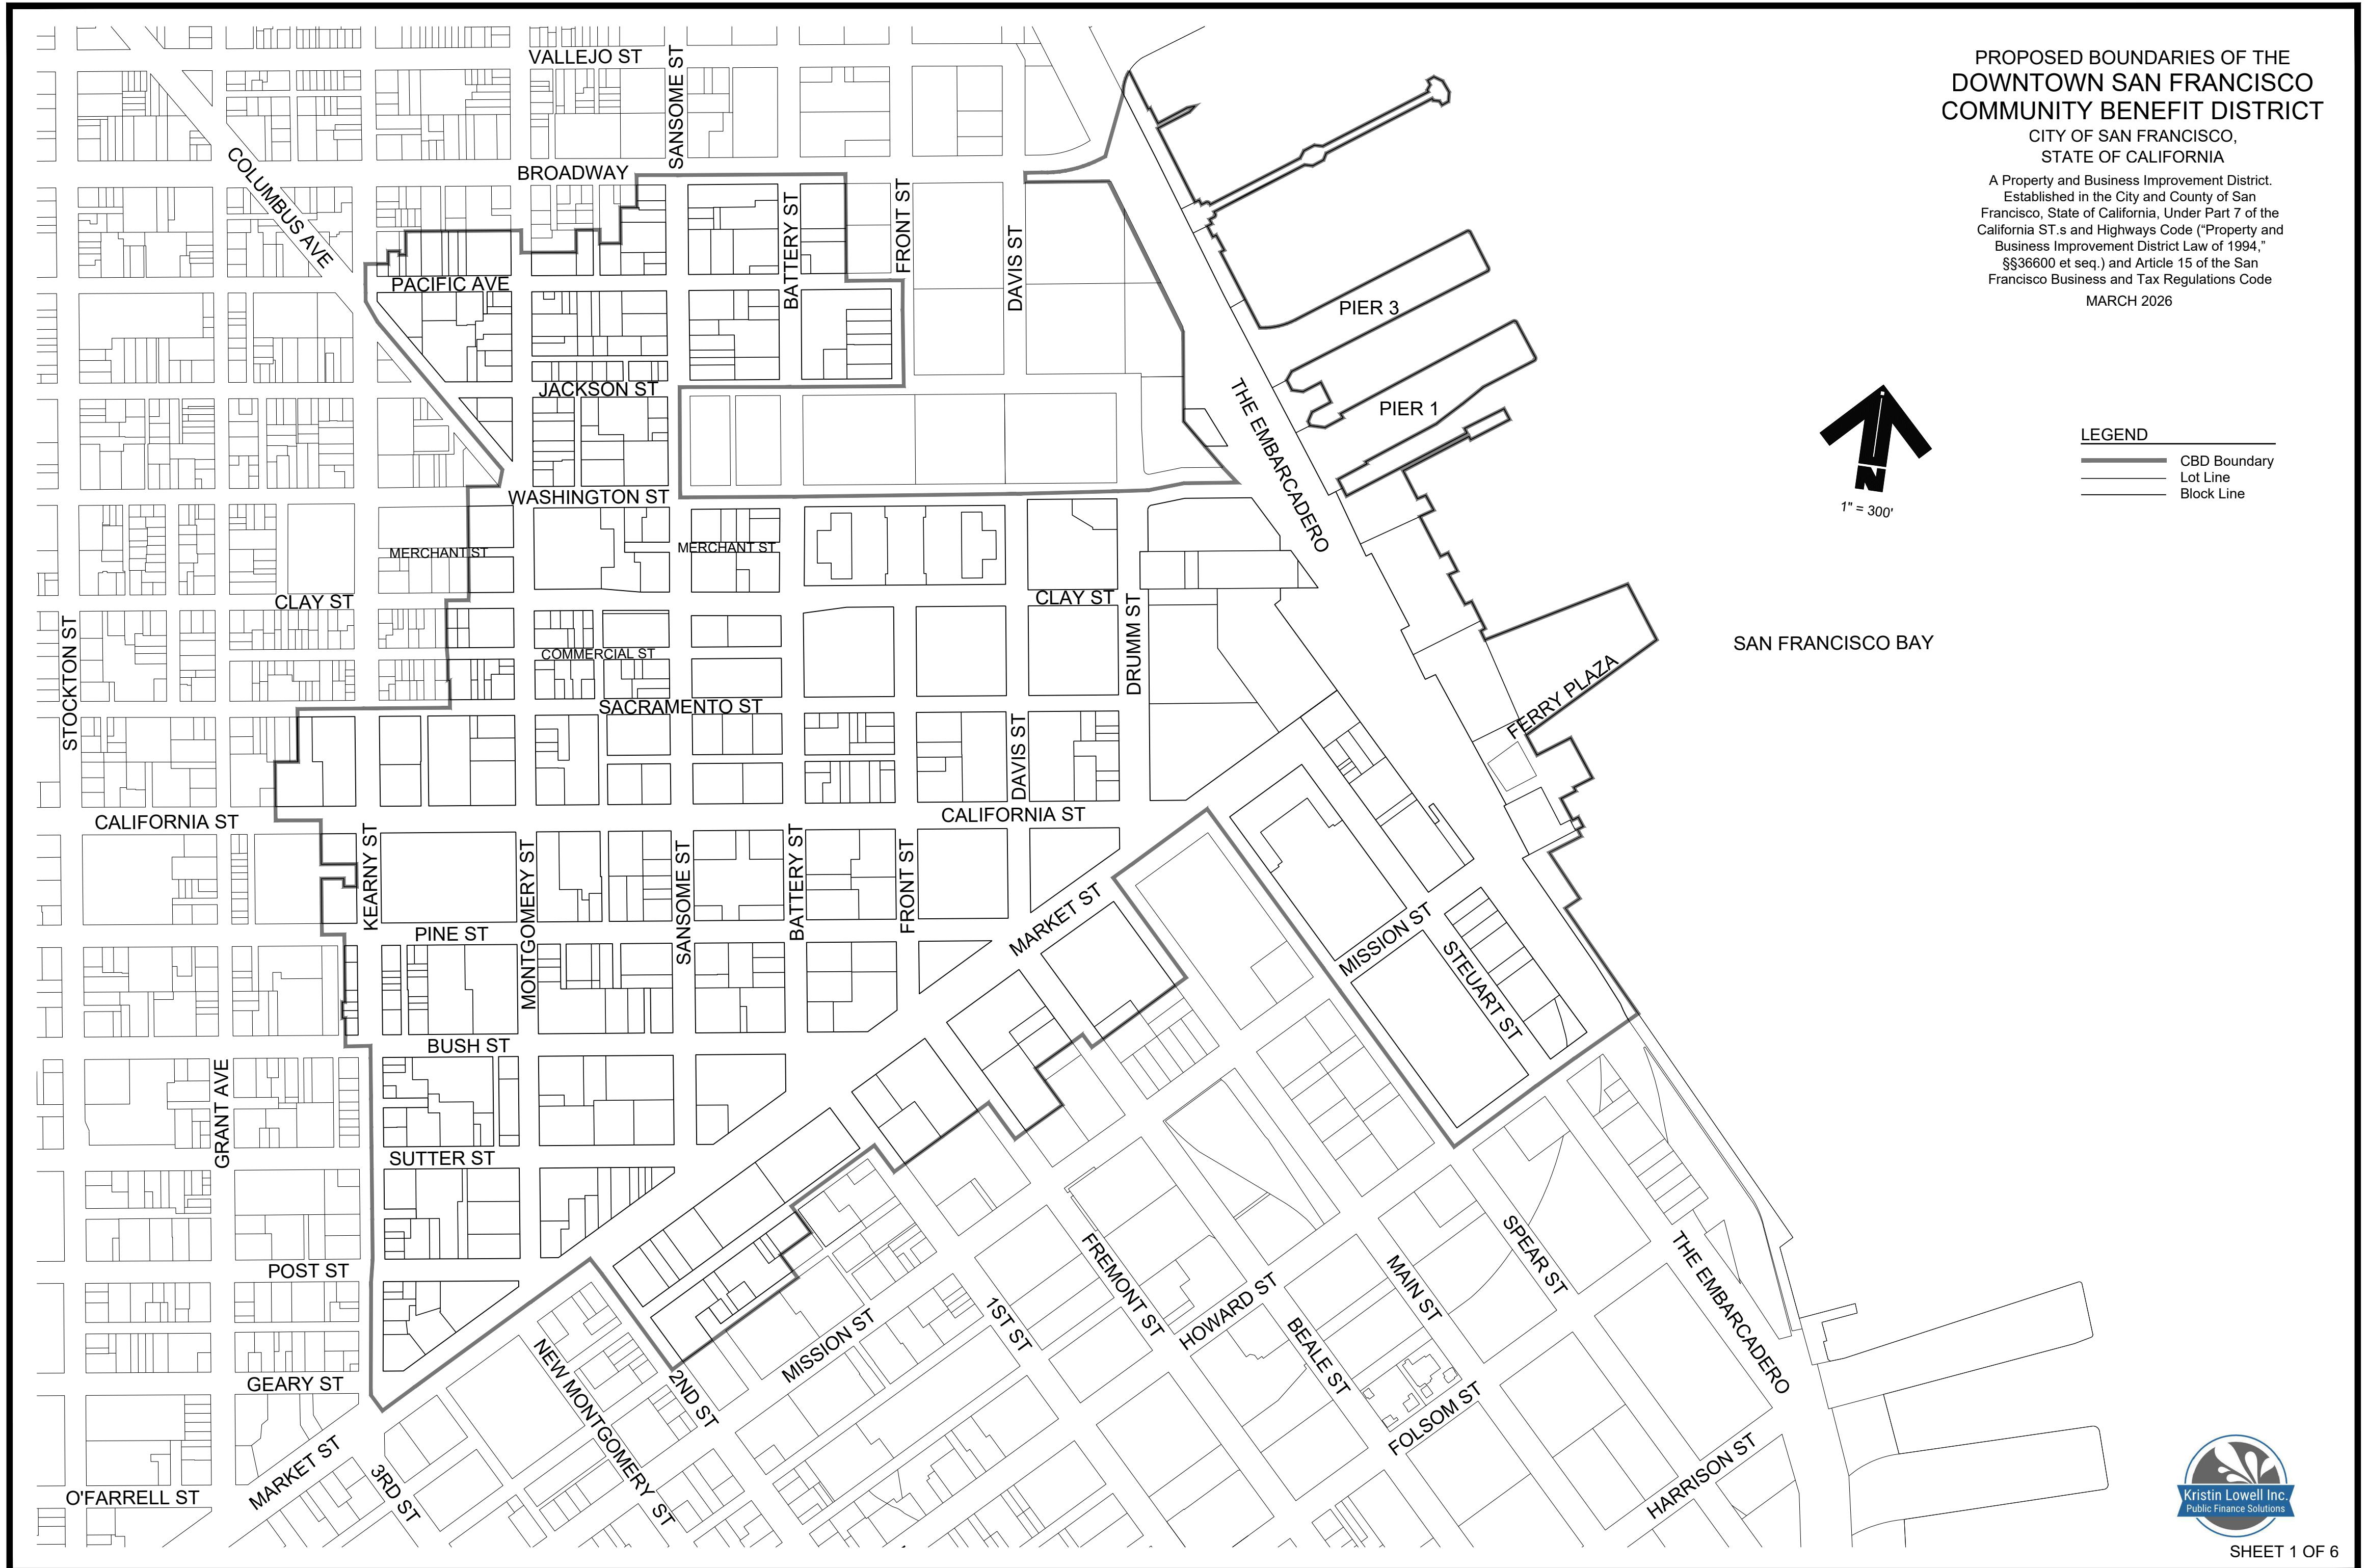 VALLEJO ST
SANSOME ST
BROADWAY
COLUMBUS AVE
BATTERY ST
FRONT ST
DAVIS ST
PACIFIC AVE
JACKSON ST
WASHINGTON ST
MERCHANT ST
MERCHANT ST
CLAY ST
CLAY ST
STOCKTON ST
COMMERCIAL ST
DRUMM ST
SACRAMENTO ST
DAVIS ST
CALIFORNIA ST
CALIFORNIA ST
KEARNY ST
MONTGOMERY ST
SANSOME ST
BATTERY ST
FRONT ST
PINE ST
MARKET ST
MISSION ST
STEUART ST
BUSH ST
GRANT AVE
SUTTER ST
POST ST
GEARY ST
MARKET ST
3RD ST
O'FARRELL ST
NEW MONTGOMERY ST
2ND ST
MISSION ST
1ST ST
FREMONT ST
HOWARD ST
BEALE ST
MAIN ST
SPEAR ST
FOLSOM ST
HARRISON ST
THE EMBARCADERO
THE EMBARCADERO
PIER 3
PIER 1
FERRY PLAZA
SAN FRANCISCO BAY
PROPOSED BOUNDARIES OF THE
DOWNTOWN SAN FRANCISCO
COMMUNITY BENEFIT DISTRICT
CITY OF SAN FRANCISCO,
STATE OF CALIFORNIA
A Property and Business Improvement District.
Established in the City and County of San
Francisco, State of California, Under Part 7 of the
California ST.s and Highways Code (“Property and
Business Improvement District Law of 1994,”
§§36600 et seq.) and Article 15 of the San
Francisco Business and Tax Regulations Code
MARCH 2026
N
1" = 300'
LEGEND
CBD Boundary
Lot Line
Block Line
Kristin Lowell Inc.
Public Finance Solutions
SHEET 1 OF 6